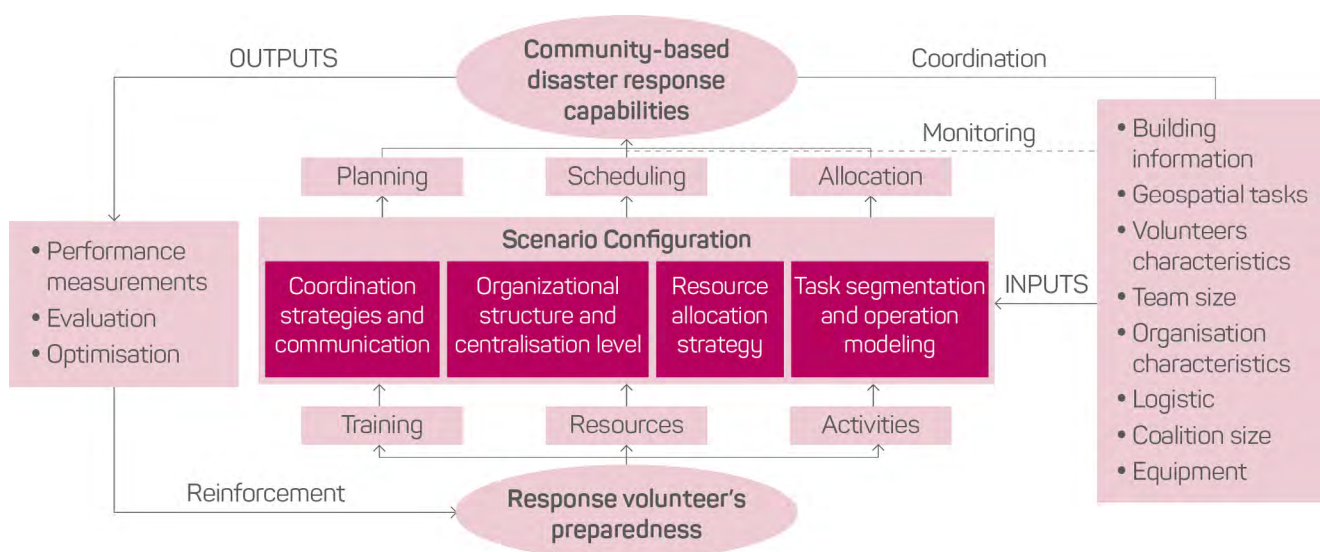 Community-based
disaster response
capabilities
OUTPUTS
Coordination
Monitoring
Planning
Scheduling
Allocation
• Building
information
• Geospatial tasks
• Volunteers
characteristics
• Team size
• Organisation
characteristics
• Logistic
• Coalition size
• Equipment
• Performance
measurements
• Evaluation
• Optimisation
Scenario Configuration
Coordination
strategies and
communication
Organizational
structure and
centralisation level
Resource
allocation
strategy
Task segmentation
and operation
modeling
INPUTS
Training
Resources
Activities
Reinforcement
Response volunteer's
preparedness